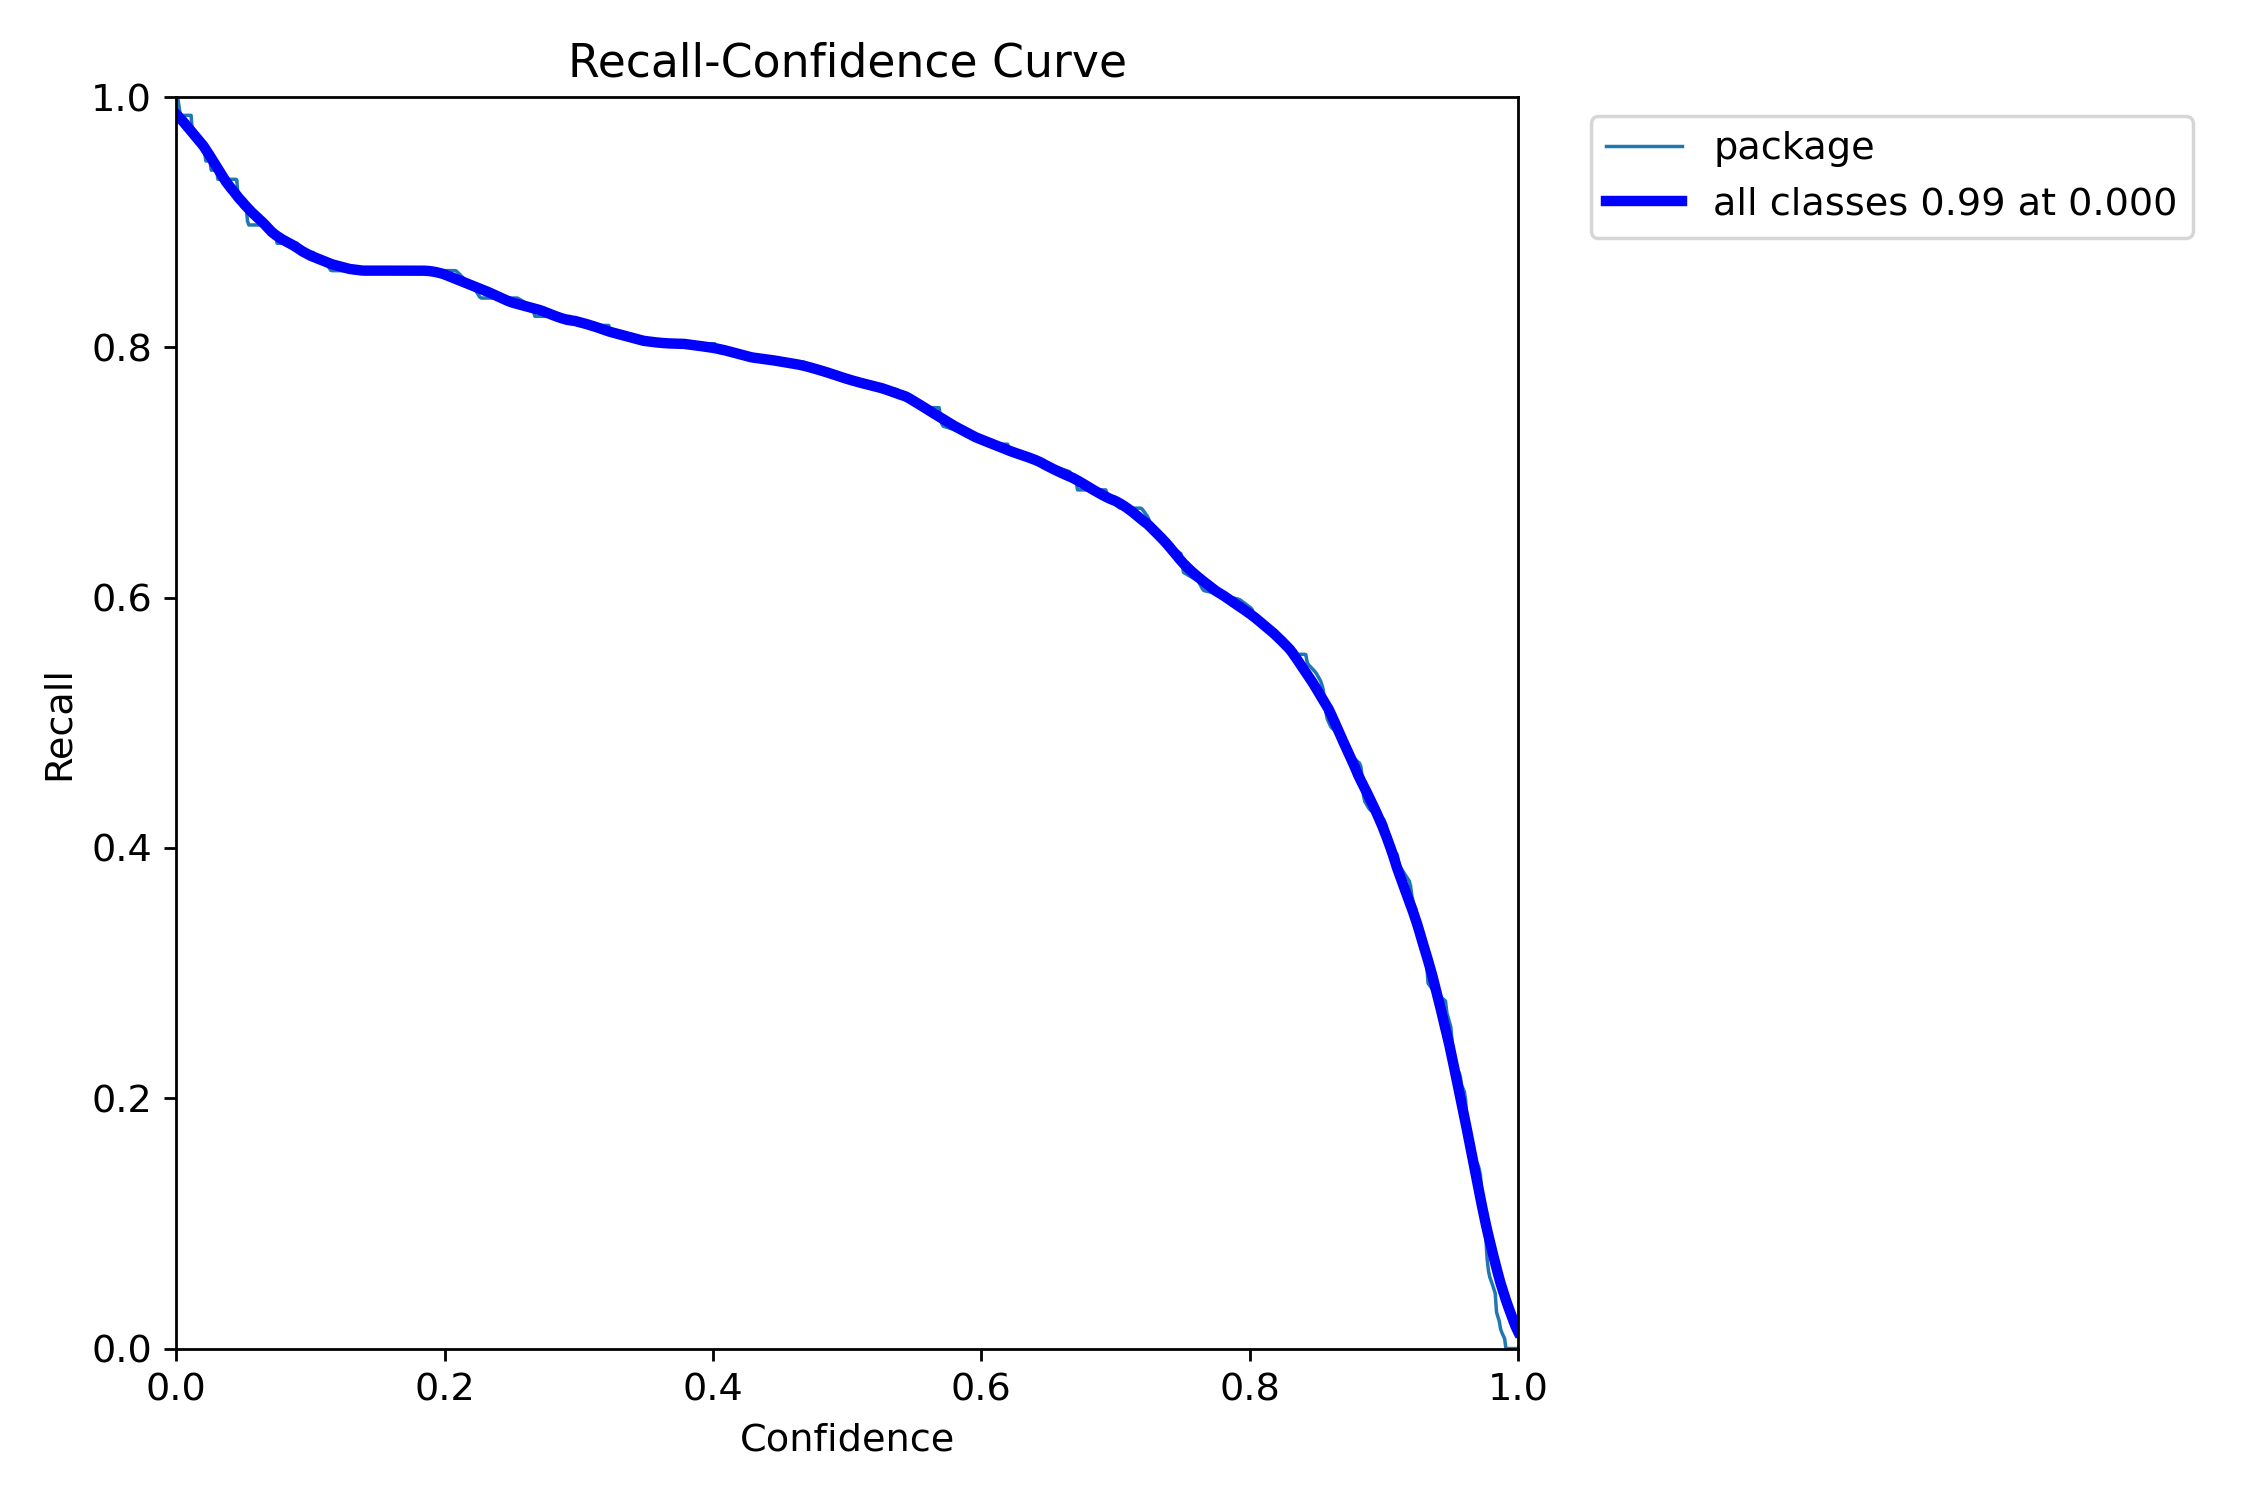 Recall-Confidence Curve
package
all classes 0.99 at 0.000
1.0
0.8
0.6
0.4
0.2
0.0
Recall
0.0 0.2 0.4 0.6 0.8 1.0
Confidence